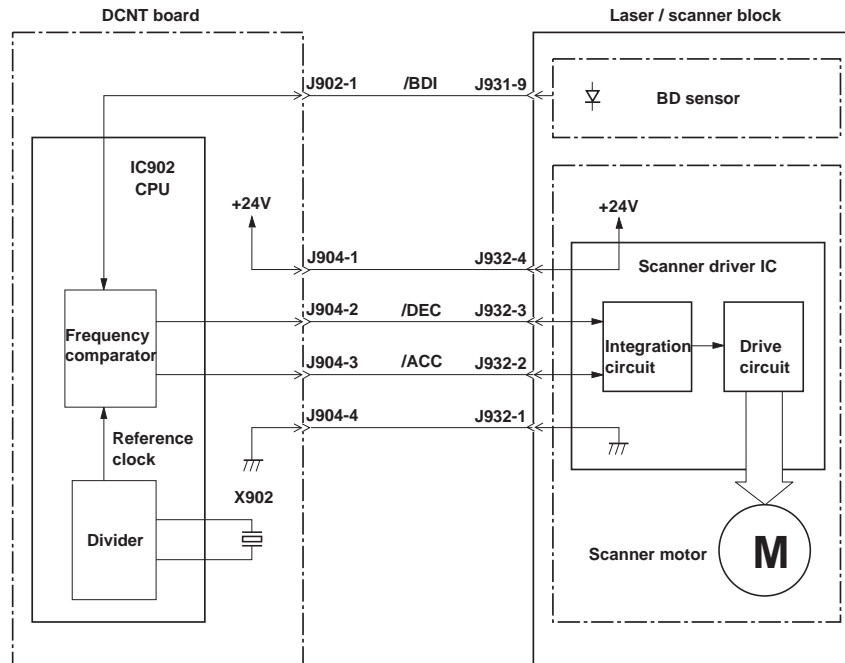 DCNT board
Laser / scanner block
J902-1 /BDI J931-9
BD sensor
IC902
CPU
+24V
+24V
J904-1 J932-4
Scanner driver IC
J904-2 /DEC J932-3
Frequency
comparator
Integration
circuit
Drive
circuit
J904-3 /ACC J932-2
J904-4 J932-1
Reference
clock
X902
Divider
Scanner motor
M